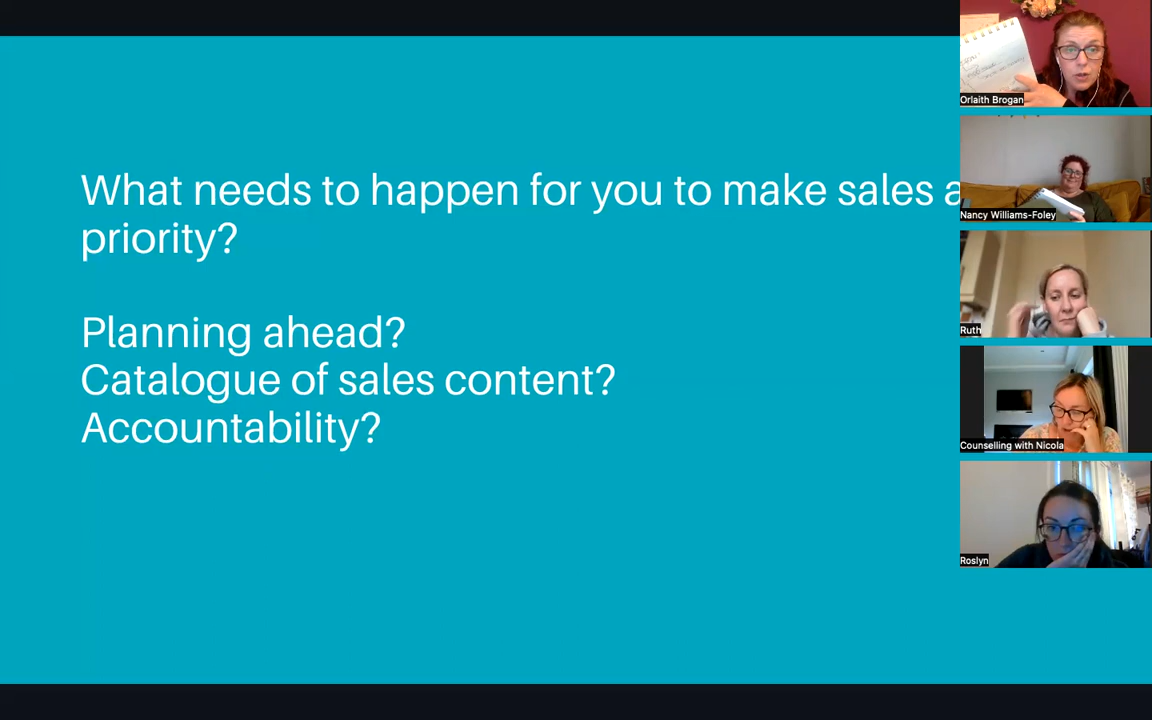 What needs to happen for you to make sales a
priority?
Planning ahead?
Catalogue of sales content?
Accountability?
Orlaith Brogan
Nancy Williams-Foley
Ruth
Counselling with Nicola
Roslyn